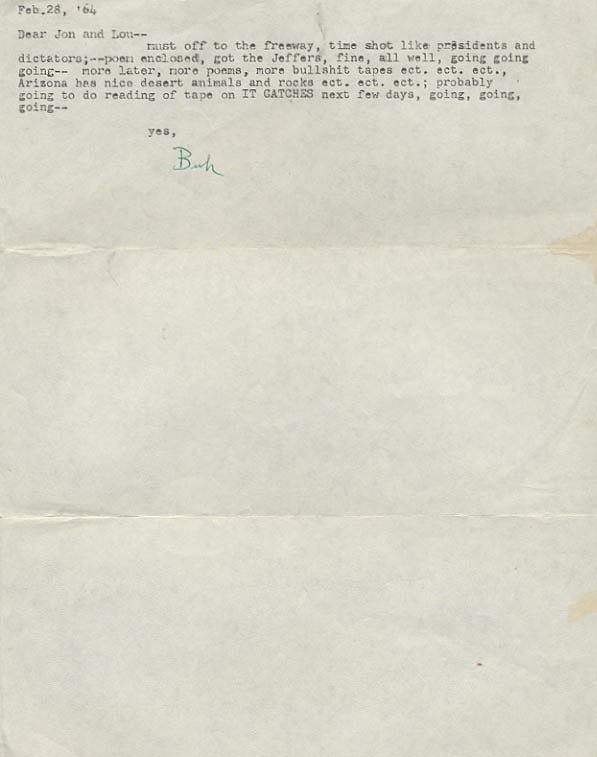 Feb.28, '64
Dear Jon and Lou--
must off to the freeway, time shot like presidents and
dictators;--poem enclosed, got the Jeffers, fine, all well, going going
going-- more later, more poems, more bullshit tapes ect. ect. ect.,
Arizona has nice desert animals and rocks ect. ect. ect.; probably
going to do reading of tape on IT CATCHES next few days, going, going,
going--
yes,
Buk